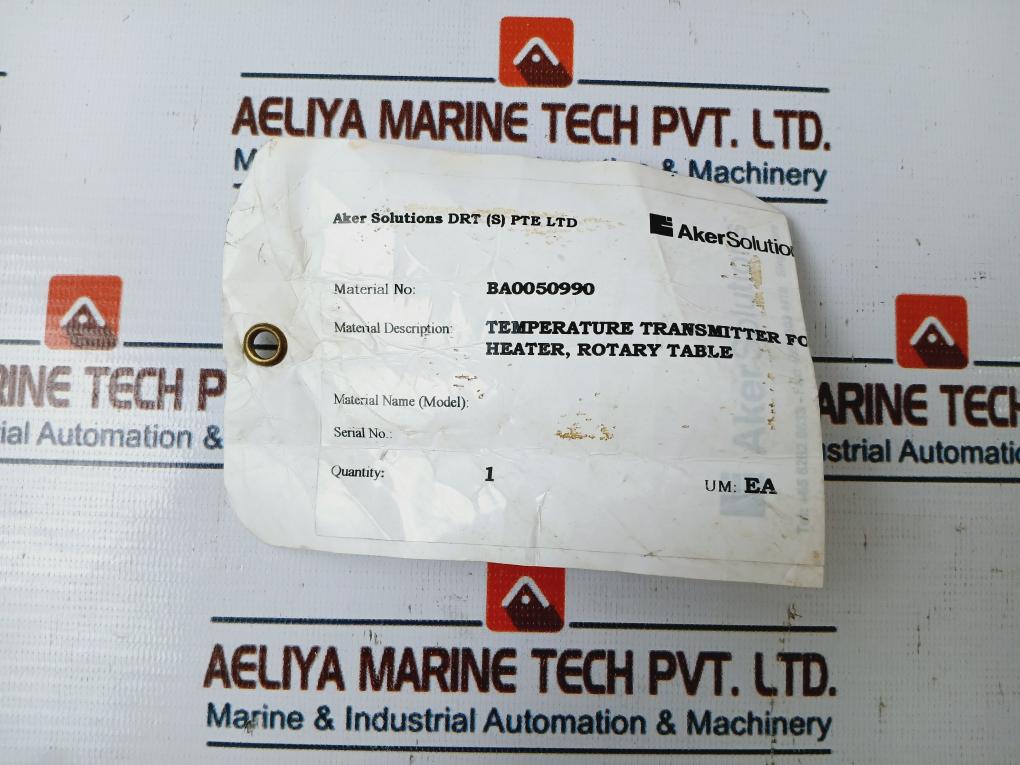 AELIYA MARINE TECH PVT. LTD.
& Machinery
Aker Solutions DRT (S) PTE LTD
AkerSolution
Material No: BA0050990
Material Description: TEMPERATURE TRANSMITTER FO
HEATER, ROTARY TABLE
Material Name (Model):
Serial No.:
Quantity: 1
UM: EA
RINE TECH P
ial Automation &
ARINE TECH
ustrial Automatio
AELIYA MARINE TECH PVT. LTD.
Marine & Industrial Automation & Machinery